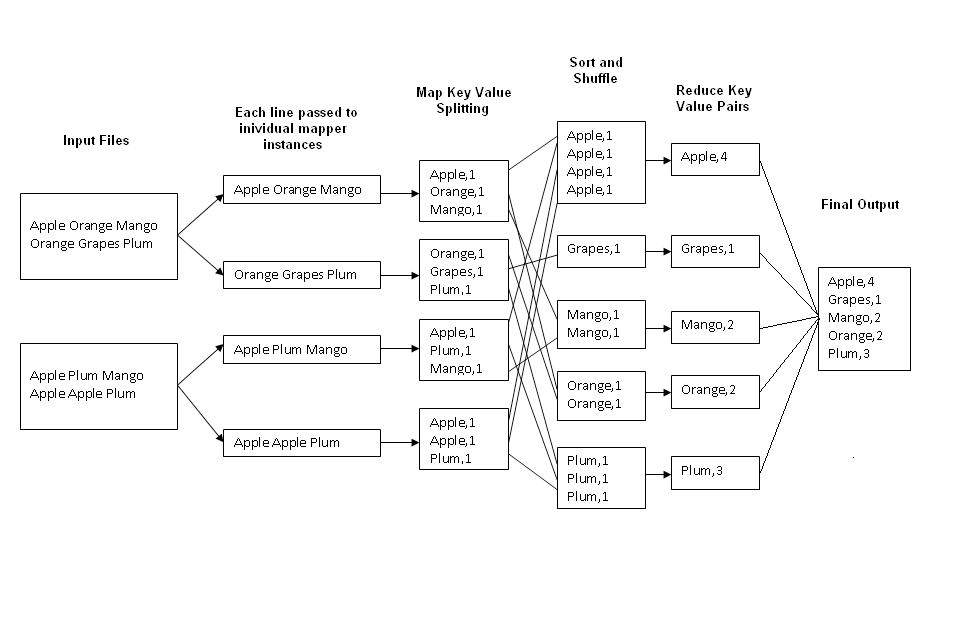 Input Files
Apple Orange Mango
Orange Grapes Plum
Apple Plum Mango
Apple Apple Plum
Each line passed to
inividual mapper
instances
Apple Orange Mango
Orange Grapes Plum
Apple Plum Mango
Apple Apple Plum
Map Key Value
Splitting
Apple,1
Orange,1
Mango,1
Orange,1
Grapes,1
Plum,1
Apple,1
Plum,1
Mango,1
Apple,1
Apple,1
Plum,1
Sort and
Shuffle
Apple,1
Apple,1
Apple,1
Apple,1
Grapes,1
Mango,1
Mango,1
Orange,1
Orange,1
Plum,1
Plum,1
Plum,1
Reduce Key
Value Pairs
Apple,4
Grapes,1
Mango,2
Orange,2
Plum,3
Final Output
Apple,4
Grapes,1
Mango,2
Orange,2
Plum,3